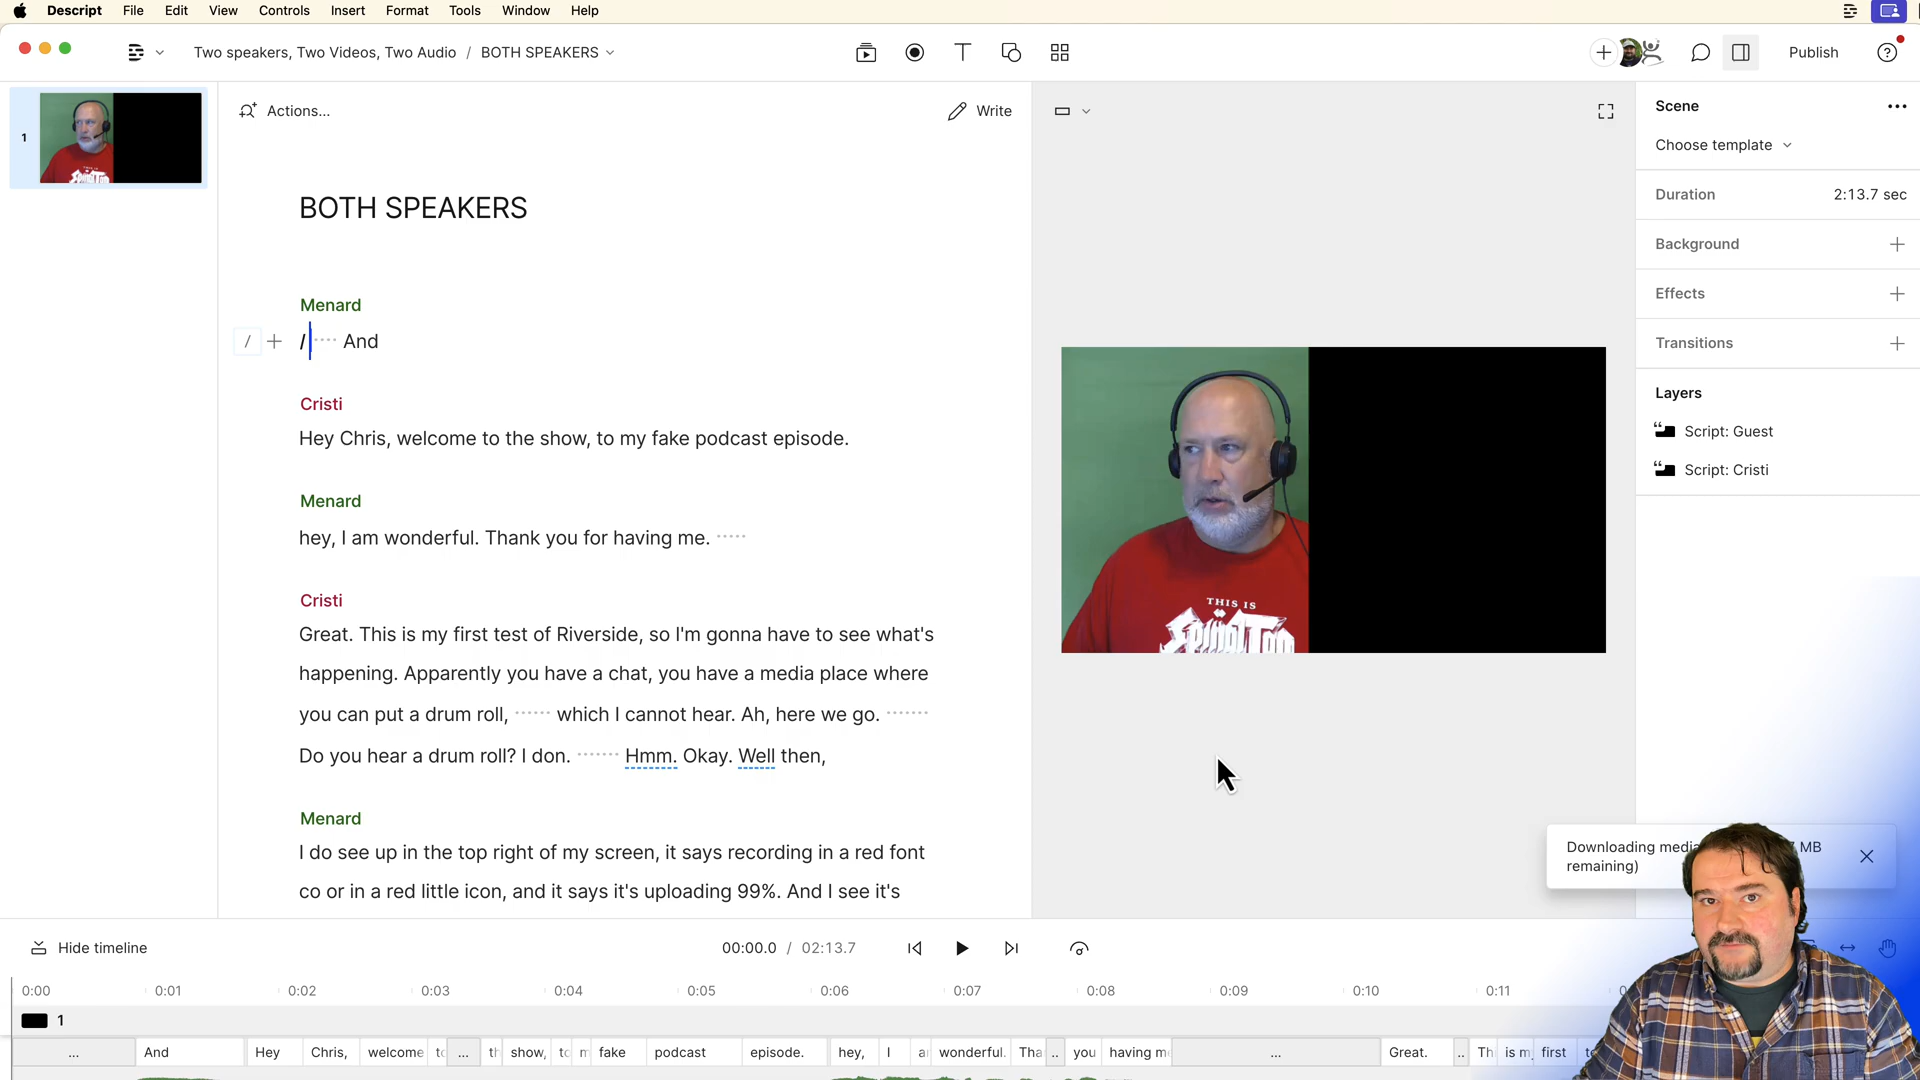 Descript File Edit View Controls Insert Format Tools Window Help
Two speakers, Two Videos, Two Audio / BOTH SPEAKERS
Publish
1
Actions...
Write
BOTH SPEAKERS
Menard
/ + / And
Cristi
Hey Chris, welcome to the show, to my fake podcast episode.
Menard
hey, I am wonderful. Thank you for having me.
Cristi
Great. This is my first test of Riverside, so I'm gonna have to see what's
happening. Apparently you have a chat, you have a media place where
you can put a drum roll, which I cannot hear. Ah, here we go.
Do you hear a drum roll? I don. Hmm. Okay. Well then,
Menard
I do see up in the top right of my screen, it says recording in a red font
co or in a red little icon, and it says it's uploading 99%. And I see it's
THIS IS
Spinal Tap
Scene
Choose template
Duration 2:13.7 sec
Background
Effects
Transitions
Layers
Script: Guest
Script: Cristi
Downloading media MB
remaining)
Hide timeline
00:00.0 / 02:13.7
0:00 0:01 0:02 0:03 0:04 0:05 0:06 0:07 0:08 0:09 0:10 0:11
1
... And Hey Chris, welcome ... show, fake podcast episode. hey, I wonderful. .. you having ... Great. .. is first